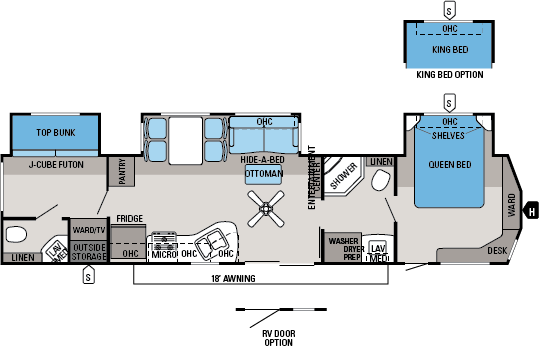 S
OHC
KING BED
KING BED OPTION
S
TOP BUNK
OHC
OHC
SHELVES
J-CUBE FUTON
PANTRY
HIDE-A-BED
OTTOMAN
ENTERTAINMENT
CENTER
SHOWER
LINEN
QUEEN BED
WARD
H
FRIDGE
WARD/TV
OUTSIDE
STORAGE
LAV
MED
LINEN
OHC
MICRO
OHC
OHC
WASHER
DRYER
PREP
LAV
MED
DESK
S
18' AWNING
RV DOOR
OPTION